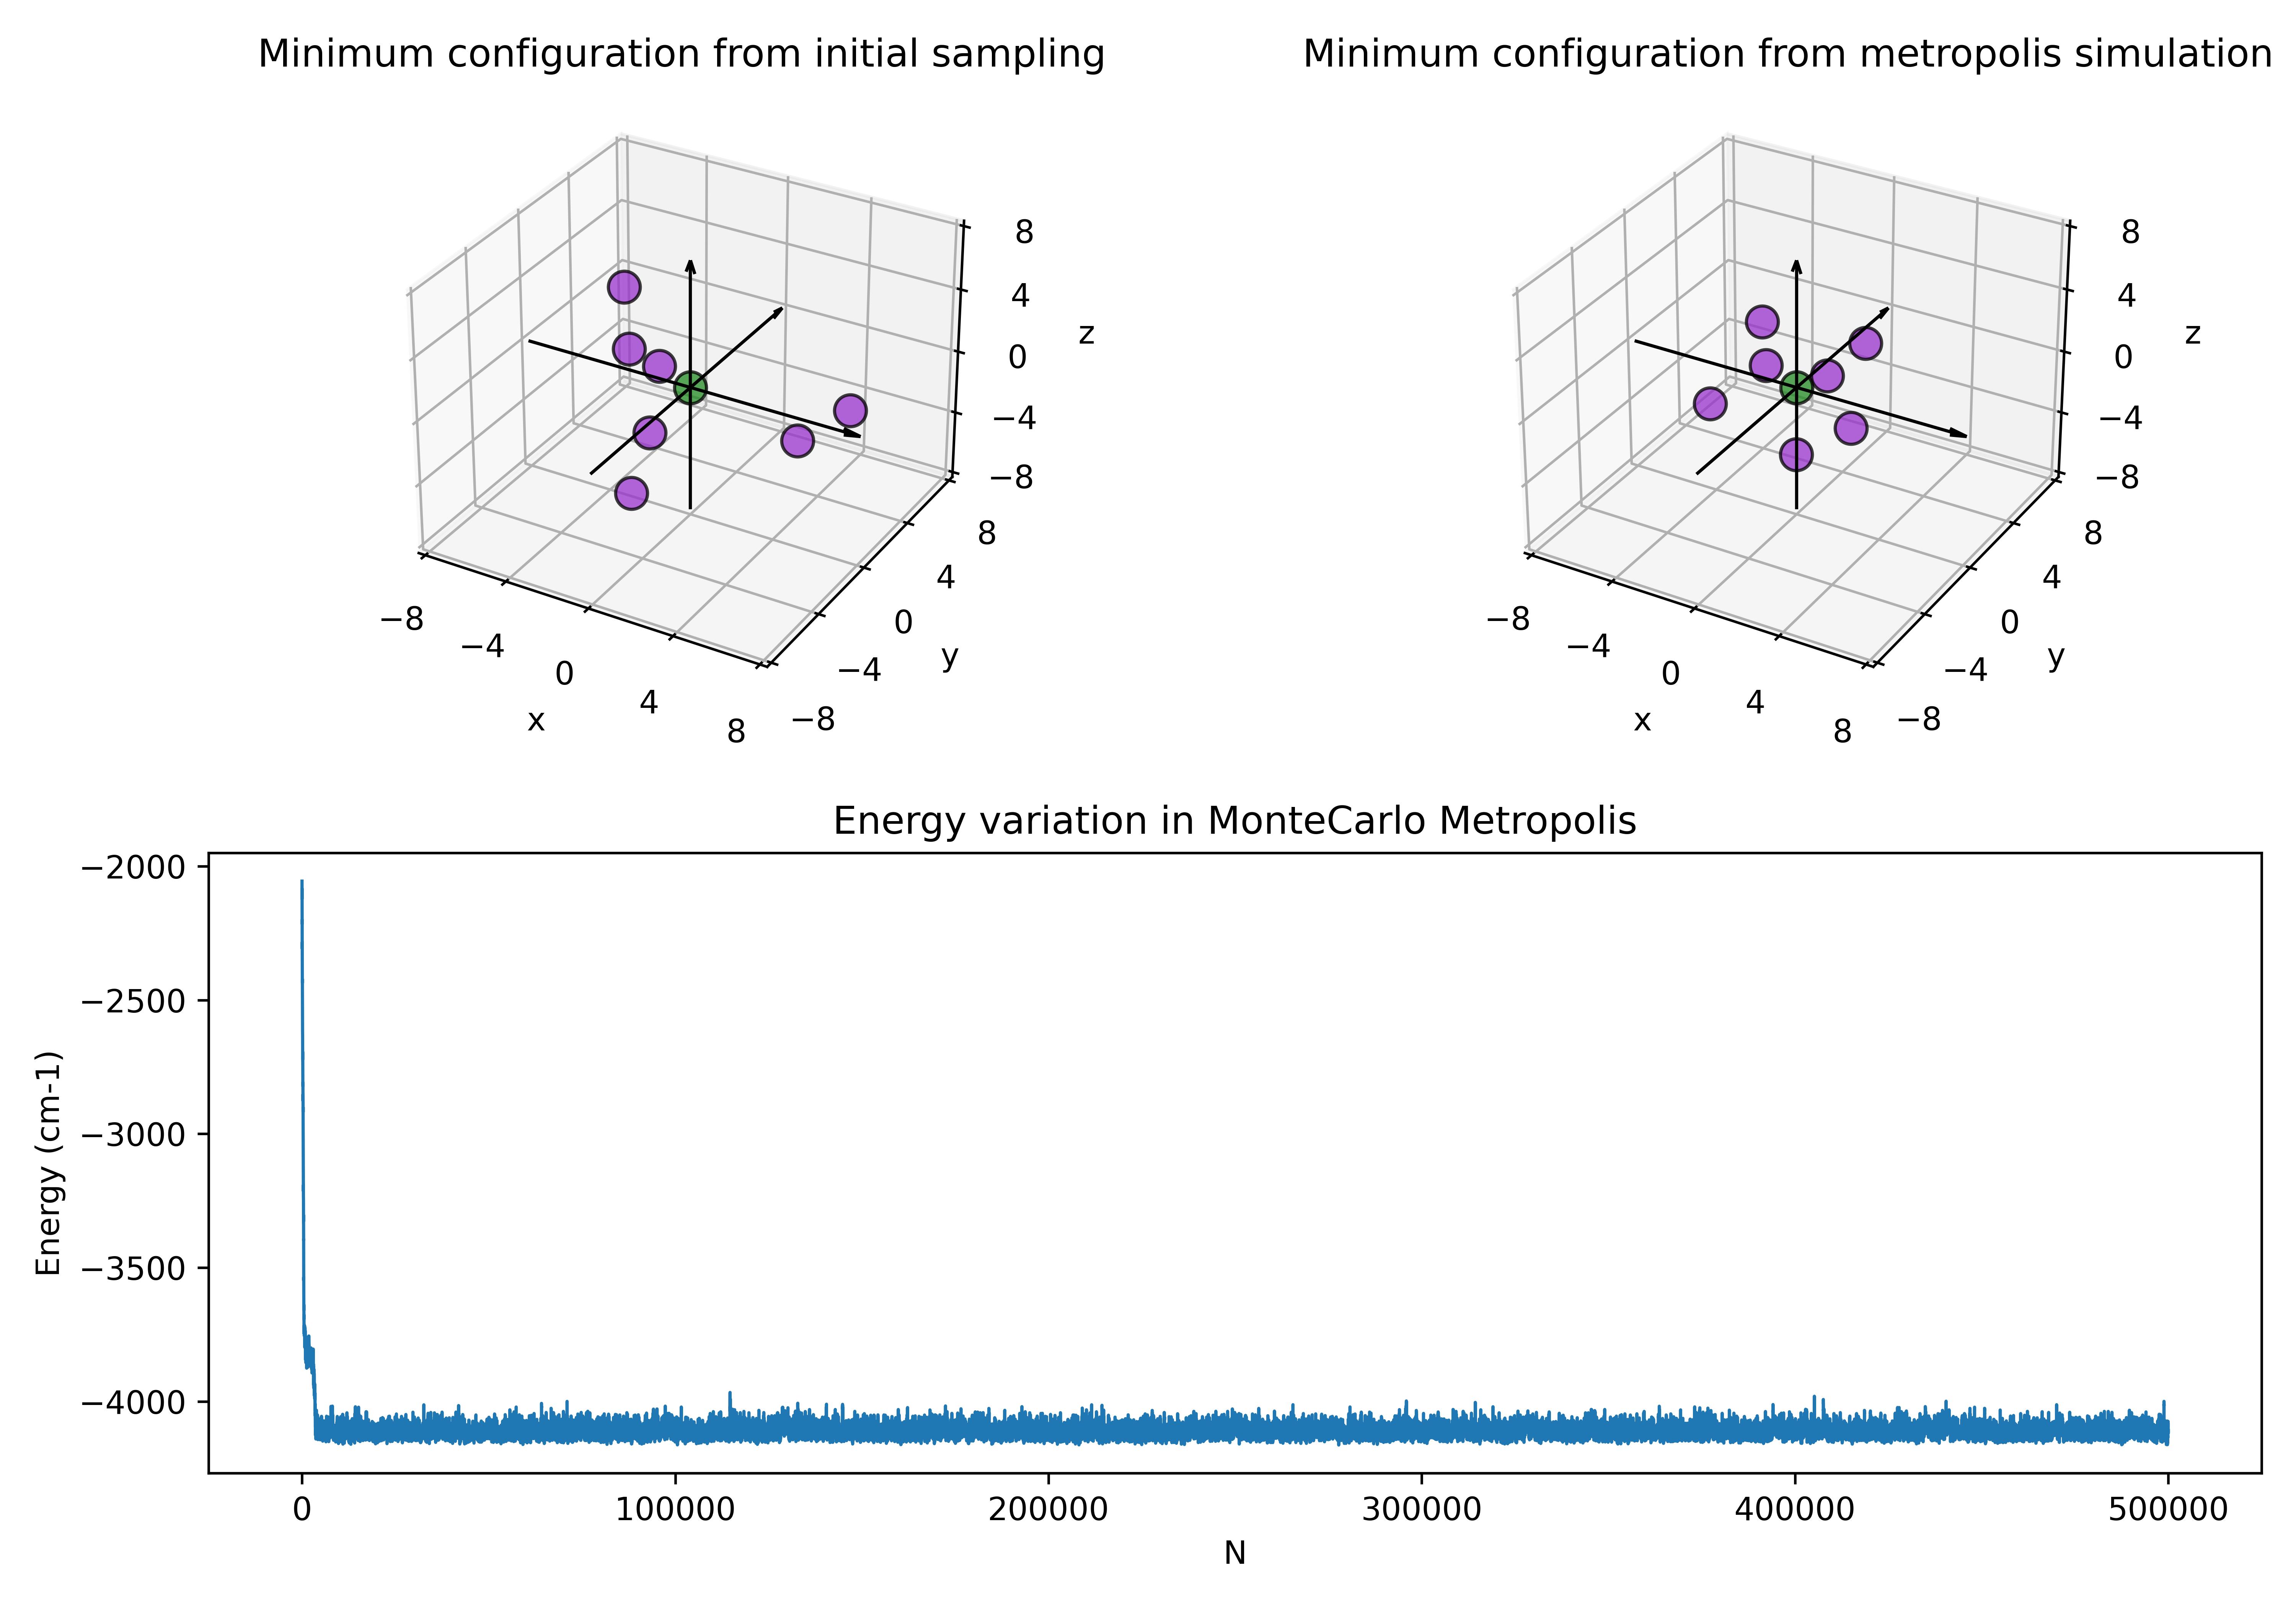 Minimum configuration from initial sampling
8
4
0
−4
−8
z
−8
−4
0
4
8
x
8
4
0
−4
−8
y
Minimum configuration from metropolis simulation
8
4
0
−4
−8
z
−8
−4
0
4
8
x
8
4
0
−4
−8
y
Energy variation in MonteCarlo Metropolis
−2000
−2500
−3000
−3500
−4000
Energy (cm-1)
0 100000 200000 300000 400000 500000
N